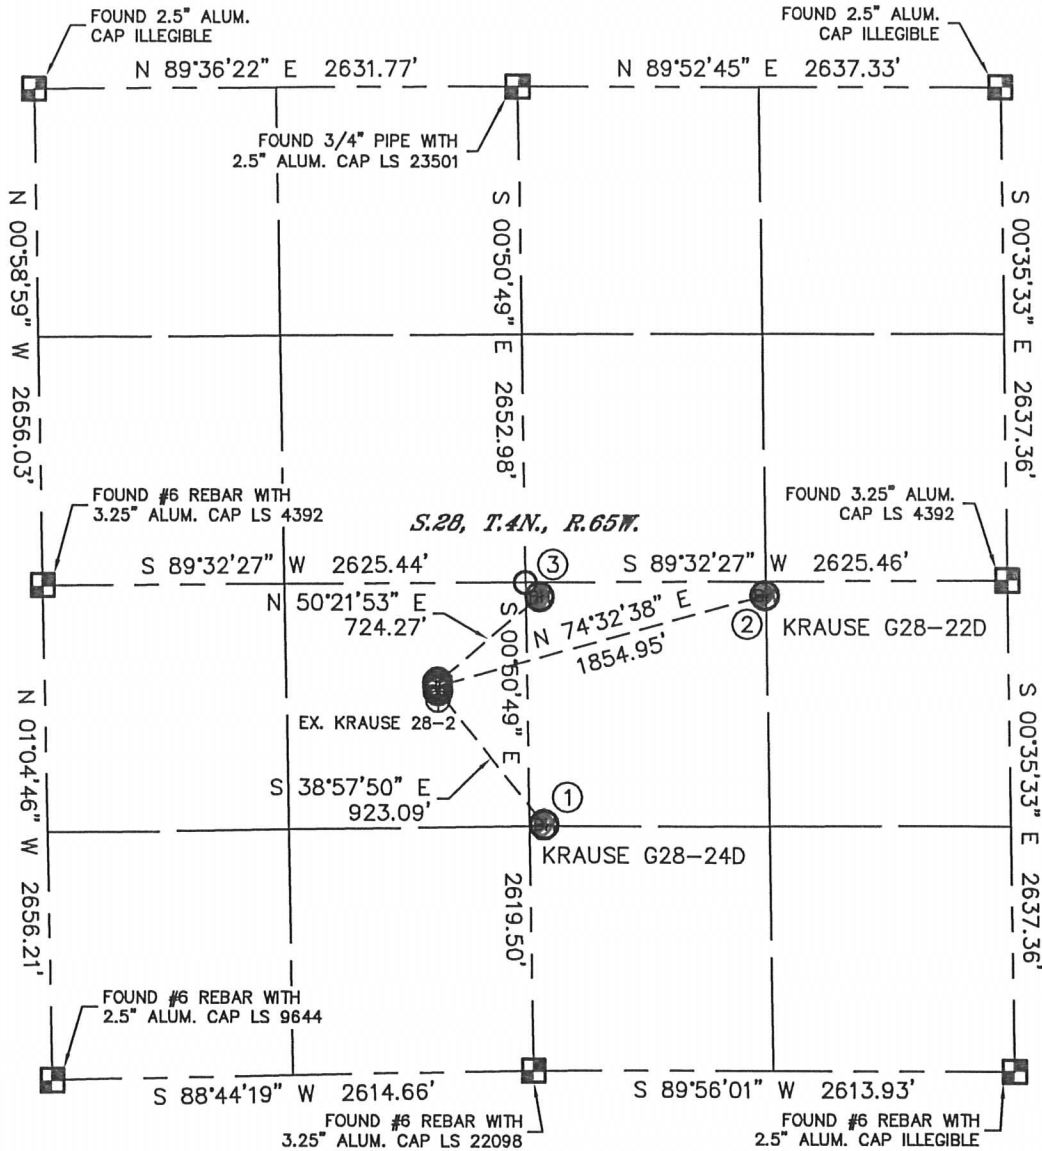 FOUND 2.5" ALUM.
CAP ILLEGIBLE
FOUND 2.5" ALUM.
CAP ILLEGIBLE
N 89°36'22" E 2631.77'
N 89°52'45" E 2637.33'
FOUND 3/4" PIPE WITH
2.5" ALUM. CAP LS 23501
N 00°58'59" W 2656.03'
S 00°50'49" E 2652.98'
S 00°35'33" E 2637.36'
FOUND #6 REBAR WITH
3.25" ALUM. CAP LS 4392
FOUND 3.25" ALUM.
CAP LS 4392
S.28, T.4N., R.65W.
S 89°32'27" W 2625.44'
3
S 89°32'27" W 2625.46'
N 50°21'53" E
724.27'
N 74°32'38" E
1854.95'
2
KRAUSE G28-22D
EX. KRAUSE 28-2
S 00°50'49" E 2619.50'
S 38°57'50" E
923.09'
1
KRAUSE G28-24D
N 01°04'46" W 2656.21'
S 00°35'33" E 2637.36'
FOUND #6 REBAR WITH
2.5" ALUM. CAP LS 9644
S 88°44'19" W 2614.66'
S 89°56'01" W 2613.93'
FOUND #6 REBAR WITH
3.25" ALUM. CAP LS 22098
FOUND #6 REBAR WITH
2.5" ALUM. CAP ILLEGIBLE